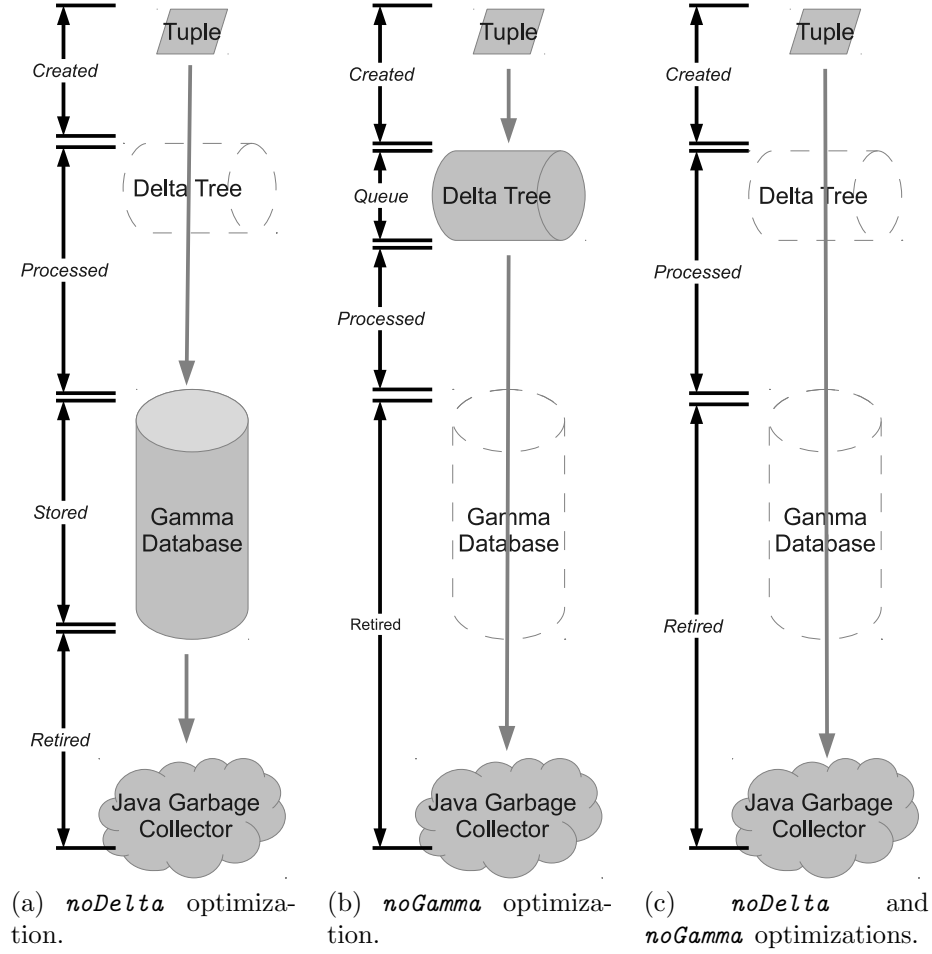 Tuple
Created
Delta Tree
Processed
Stored
Gamma
Database
Retired
Java Garbage
Collector
(a) noDelta optimiza-
tion.
Tuple
Created
Queue
Delta Tree
Processed
Gamma
Database
Retired
Java Garbage
Collector
(b) noGamma optimiza-
tion.
Tuple
Created
Delta Tree
Processed
Gamma
Database
Retired
Java Garbage
Collector
(c) noDelta and
noGamma optimizations.